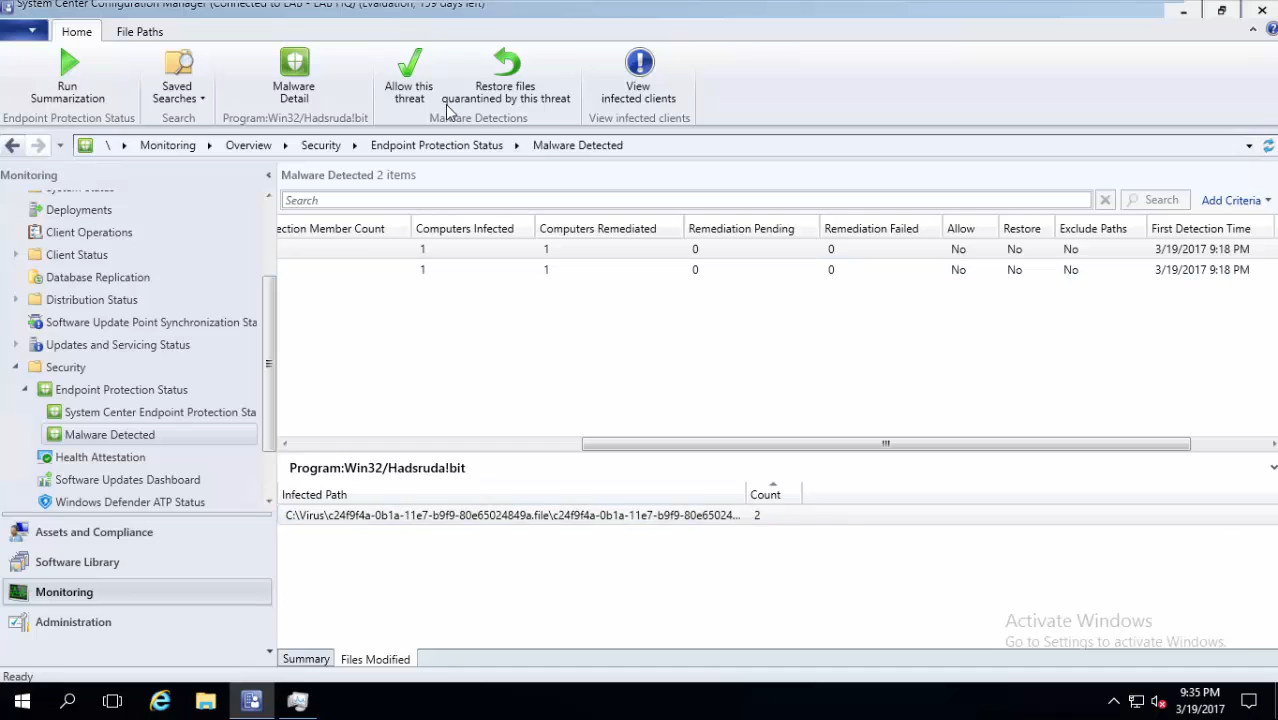 System Center Configuration Manager (Connected to LAB - LAB HQ) (Evaluation, 159 days left)
Home
File Paths
Run
Summarization
Endpoint Protection Status
Saved
Searches
Search
Malware
Detail
Program:Win32/Hadsruda!bit
Allow this
threat
Restore files
quarantined by this threat
Malware Detections
View
infected clients
View infected clients
\ Monitoring Overview Security Endpoint Protection Status Malware Detected
Monitoring
System Status
Deployments
Client Operations
Client Status
Database Replication
Distribution Status
Software Update Point Synchronization Sta
Updates and Servicing Status
Security
Endpoint Protection Status
System Center Endpoint Protection Sta
Malware Detected
Health Attestation
Software Updates Dashboard
Windows Defender ATP Status
Assets and Compliance
Software Library
Monitoring
Administration
Malware Detected 2 items
Search
Search
Add Criteria
ection Member Count Computers Infected Computers Remediated Remediation Pending Remediation Failed Allow Restore Exclude Paths First Detection Time
1 1 0 0 No No No 3/19/2017 9:18 PM
1 1 0 0 No No No 3/19/2017 9:18 PM
Program:Win32/Hadsruda!bit
Infected Path Count
C:\Virus\c24f9f4a-0b1a-11e7-b9f9-80e65024849a.file\c24f9f4a-0b1a-11e7-b9f9-80e65024... 2
Activate Windows
Go to Settings to activate Windows.
Summary
Files Modified
Ready
9:35 PM
3/19/2017